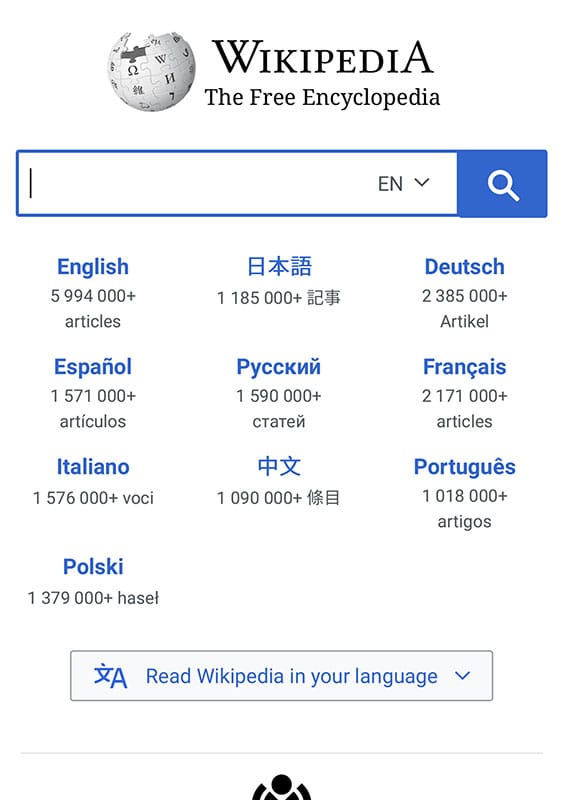 WIKIPEDIA
The Free Encyclopedia
EN
English
5 994 000+
articles
日本語
1 185 000+ 記事
Deutsch
2 385 000+
Artikel
Español
1 571 000+
artículos
Русский
1 590 000+
статей
Français
2 171 000+
articles
Italiano
1 576 000+ voci
中文
1 090 000+ 條目
Português
1 018 000+
artigos
Polski
1 379 000+ haseł
Read Wikipedia in your language